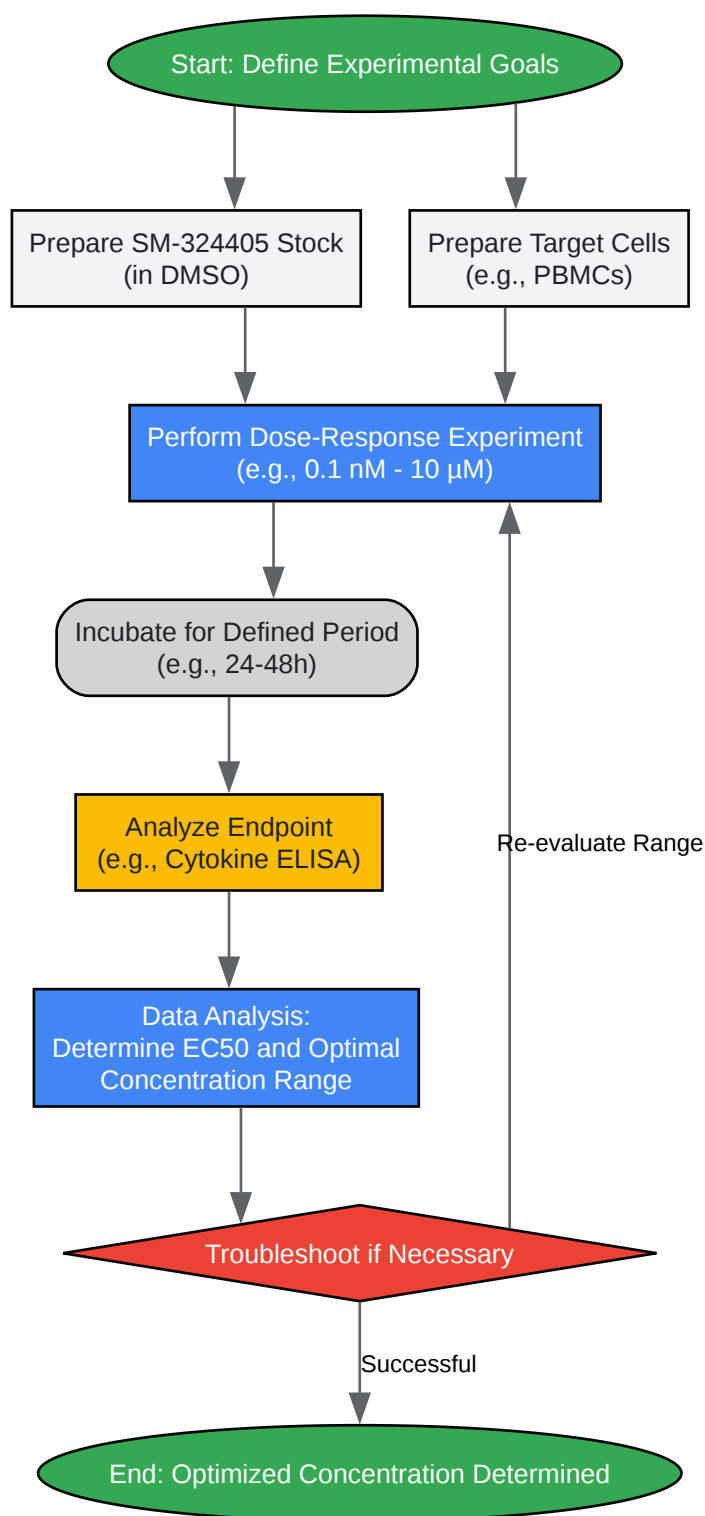 Start: Define Experimental Goals
Prepare SM-324405 Stock
(in DMSO)
Prepare Target Cells
(e.g., PBMCs)
Perform Dose-Response Experiment
(e.g., 0.1 nM - 10 µM)
Incubate for Defined Period
(e.g., 24-48h)
Analyze Endpoint
(e.g., Cytokine ELISA)
Re-evaluate Range
Data Analysis:
Determine EC50 and Optimal
Concentration Range
Troubleshoot if Necessary
Successful
End: Optimized Concentration Determined